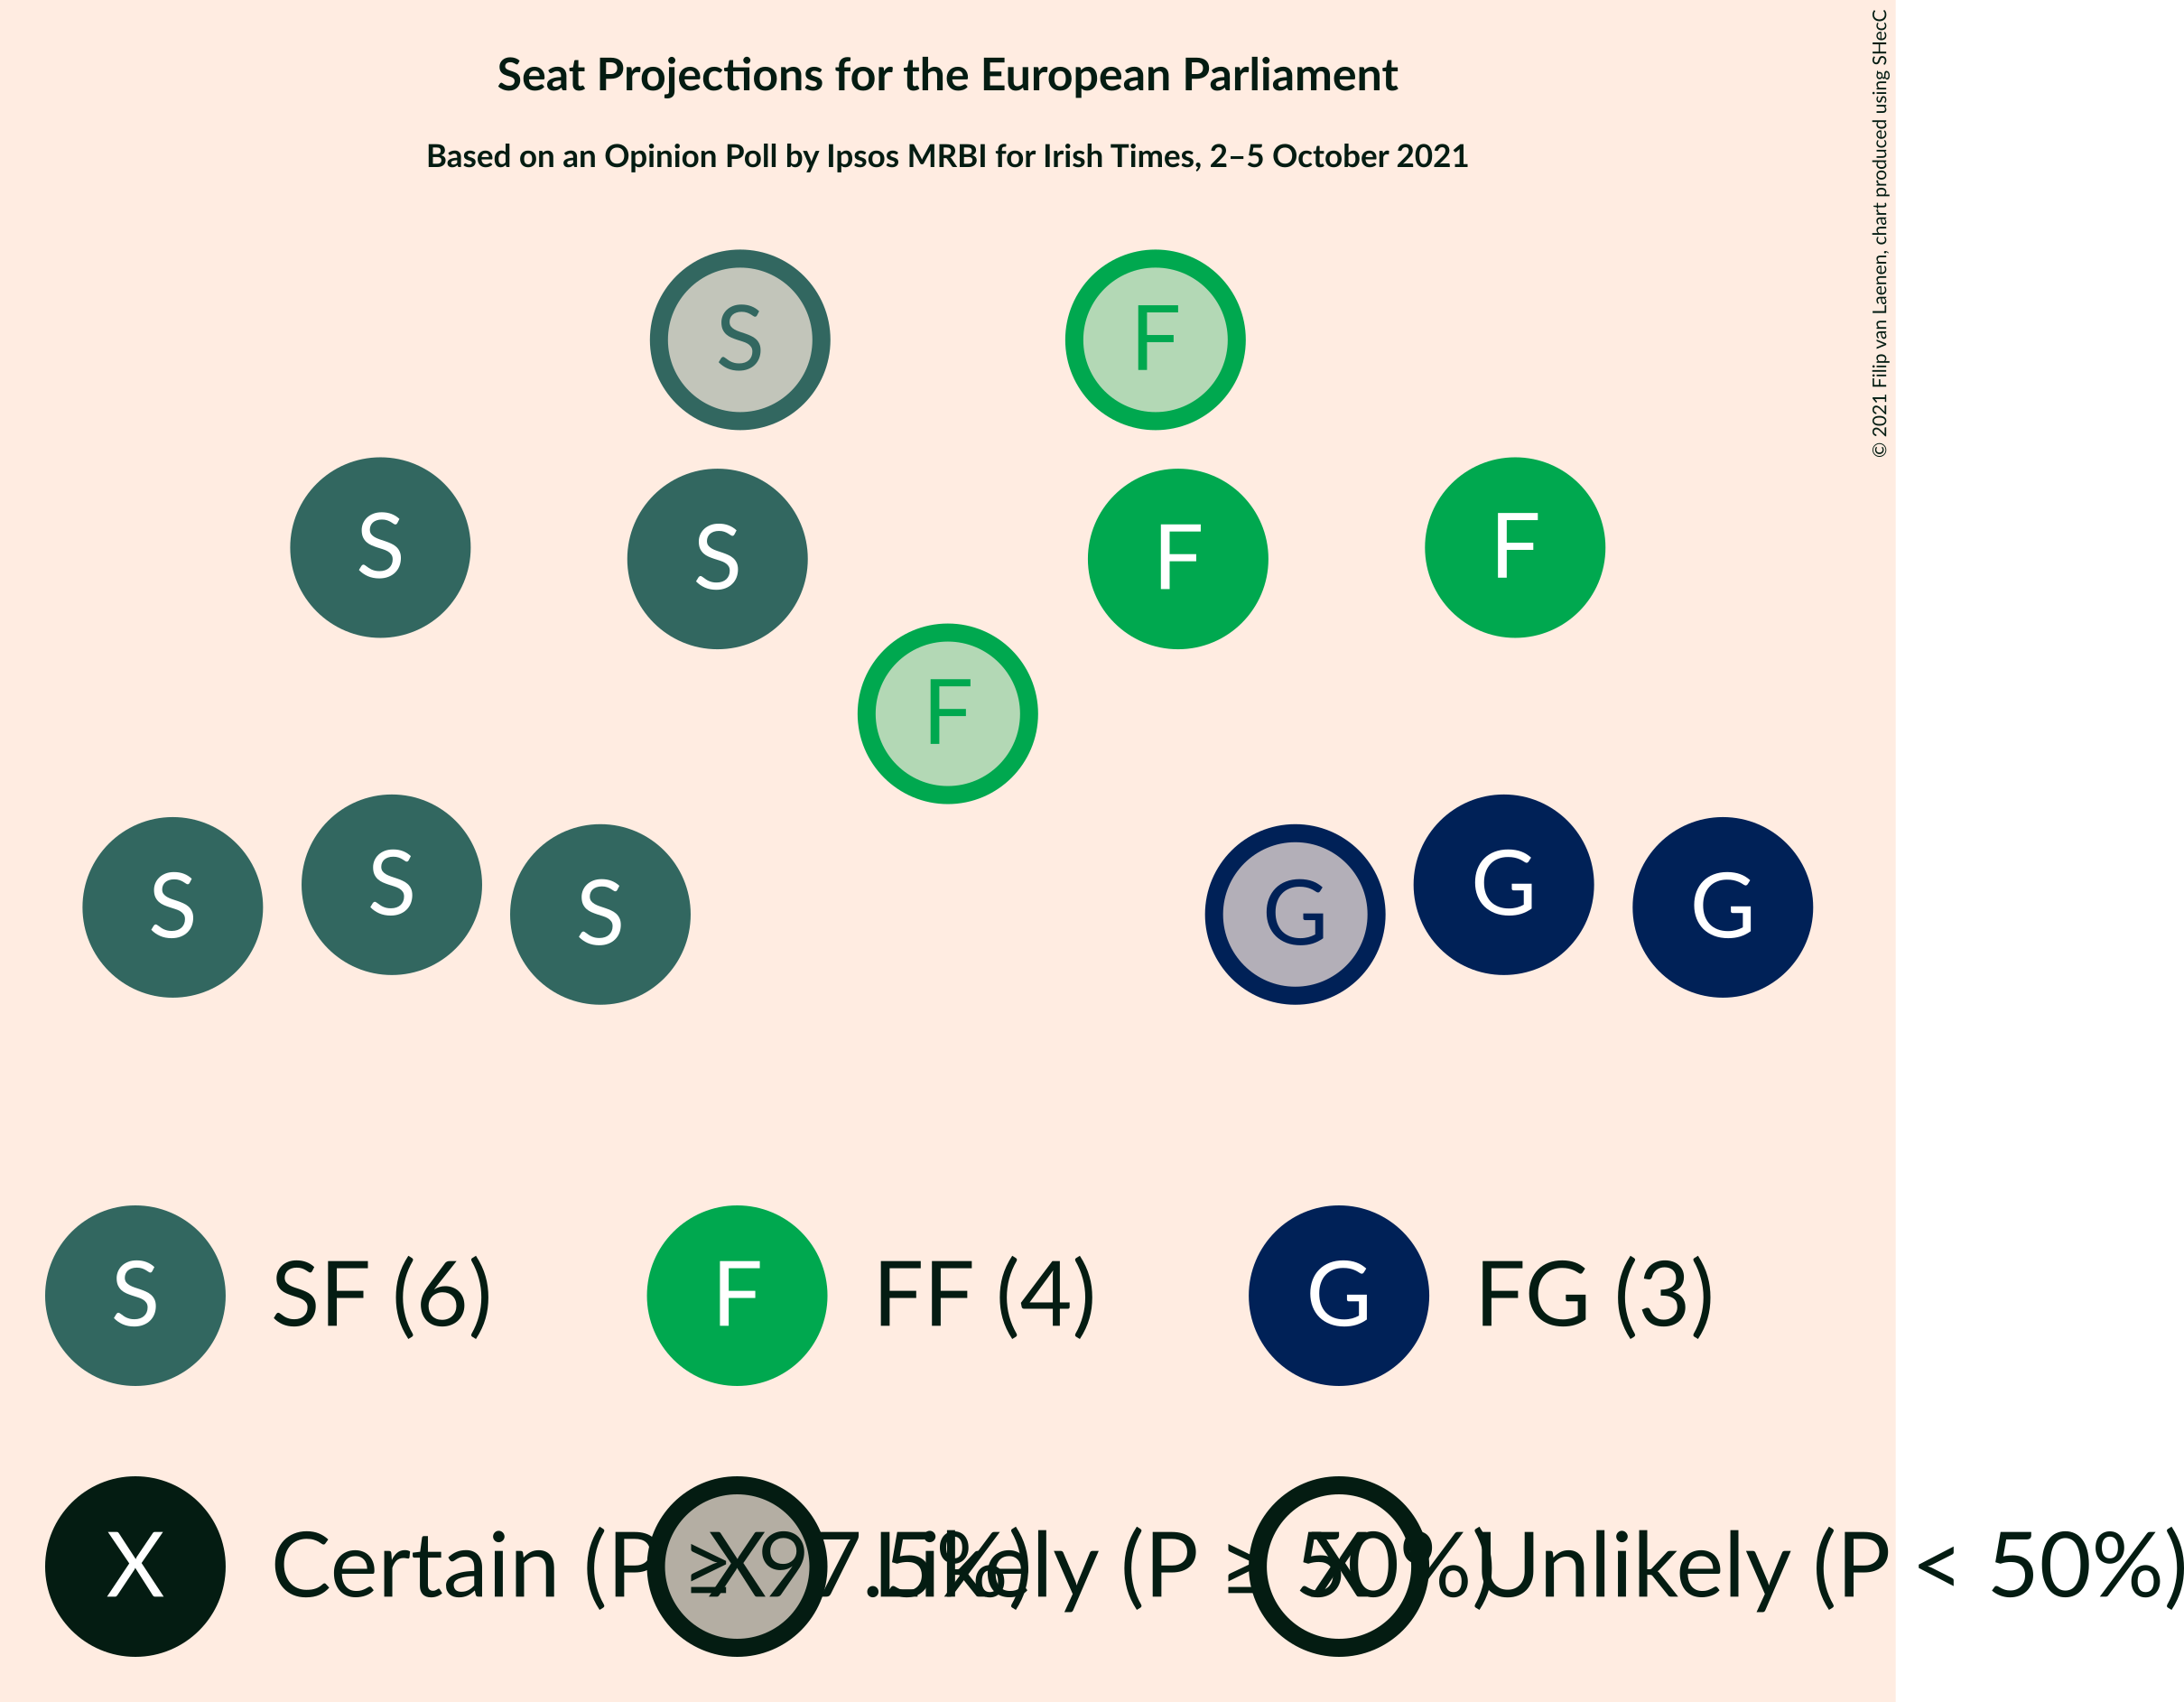 Seat Projections for the European Parliament
Based on an Opinion Poll by Ipsos MRBI for Irish Times, 2–5 October 2021
© 2021 Filip van Laenen, chart produced using SHecC
S F
S S F F
F
S S S G G G
S SF (6) F FF (4) G FG (3)
X Certain (P ≥ 97.5%) X Likely (P ≥ 50%) X Unlikely (P < 50%)